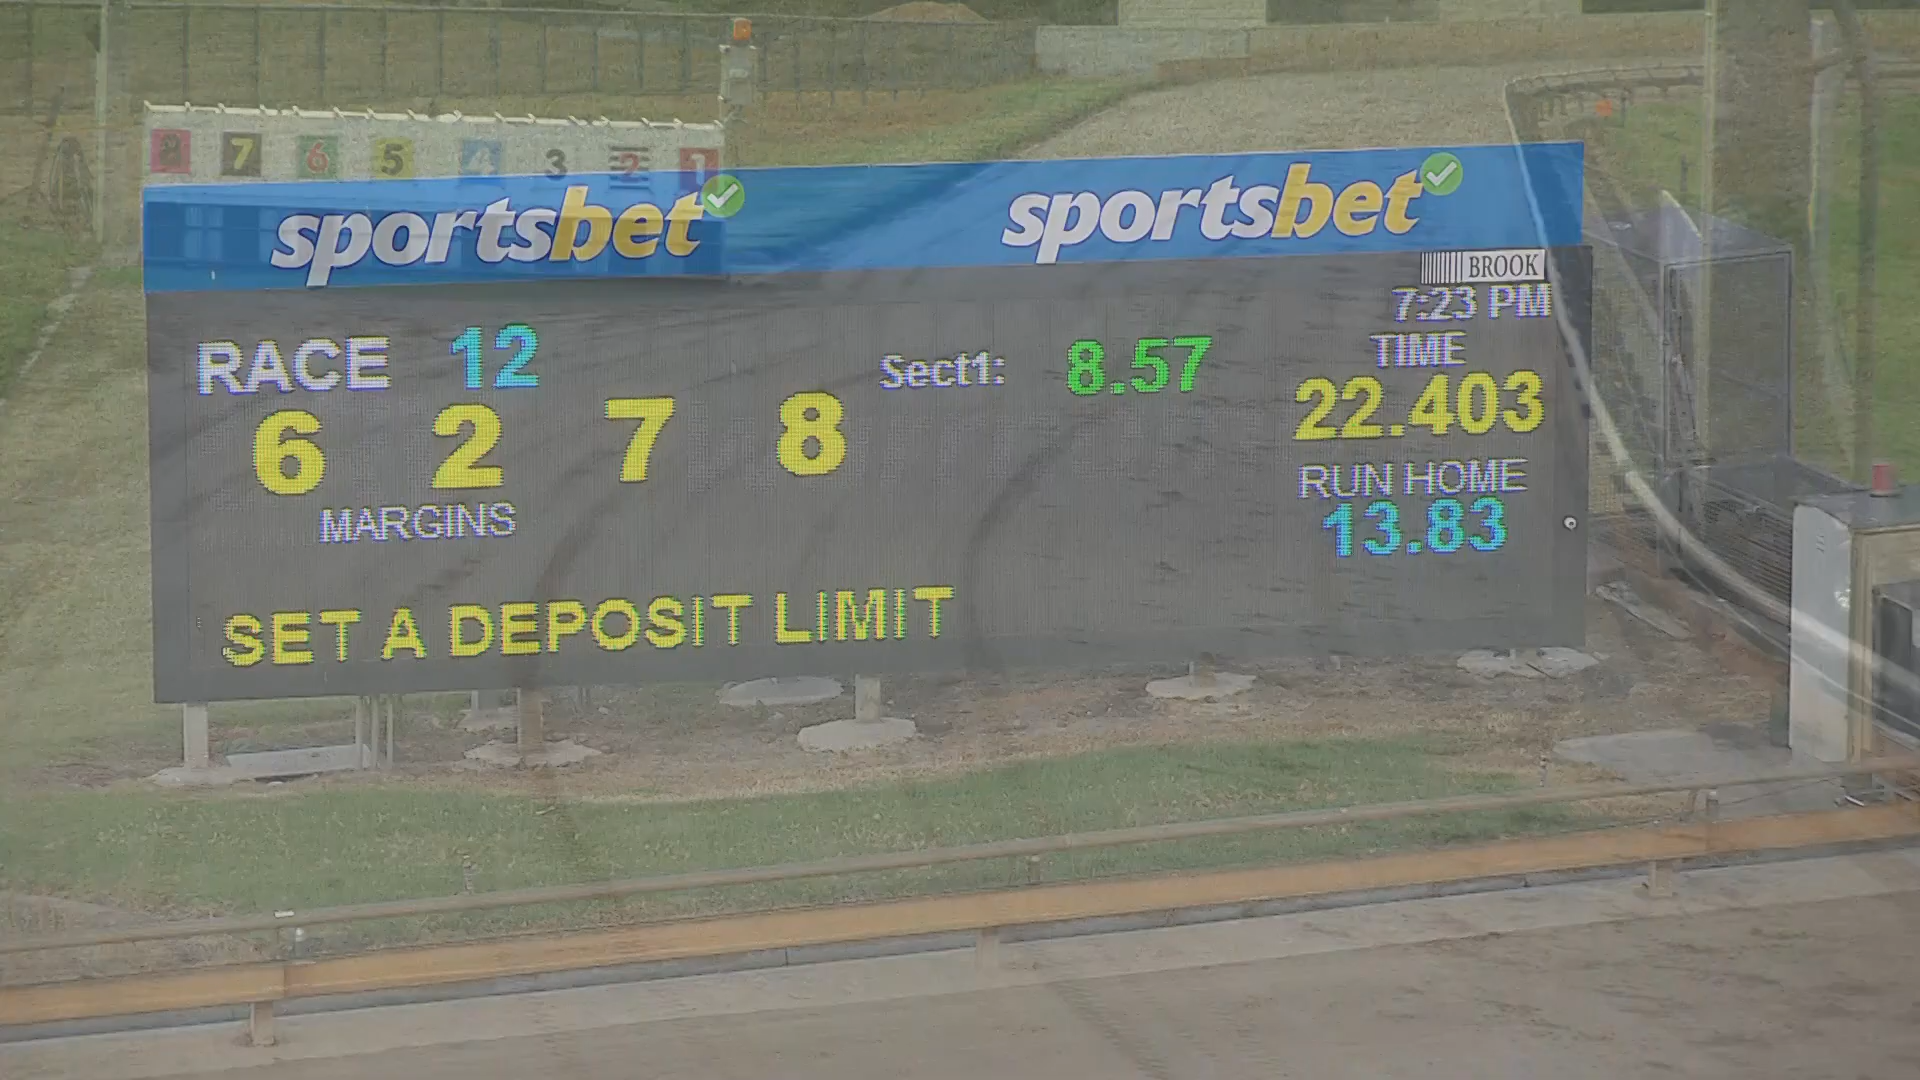 8 7 6 5 4 3 2 1
sportsbet sportsbet
BROOK
7:23 PM
RACE 12 Sect1: 8.57 TIME
22.403
6 2 7 8
RUN HOME
MARGINS 13.83
SET A DEPOSIT LIMIT